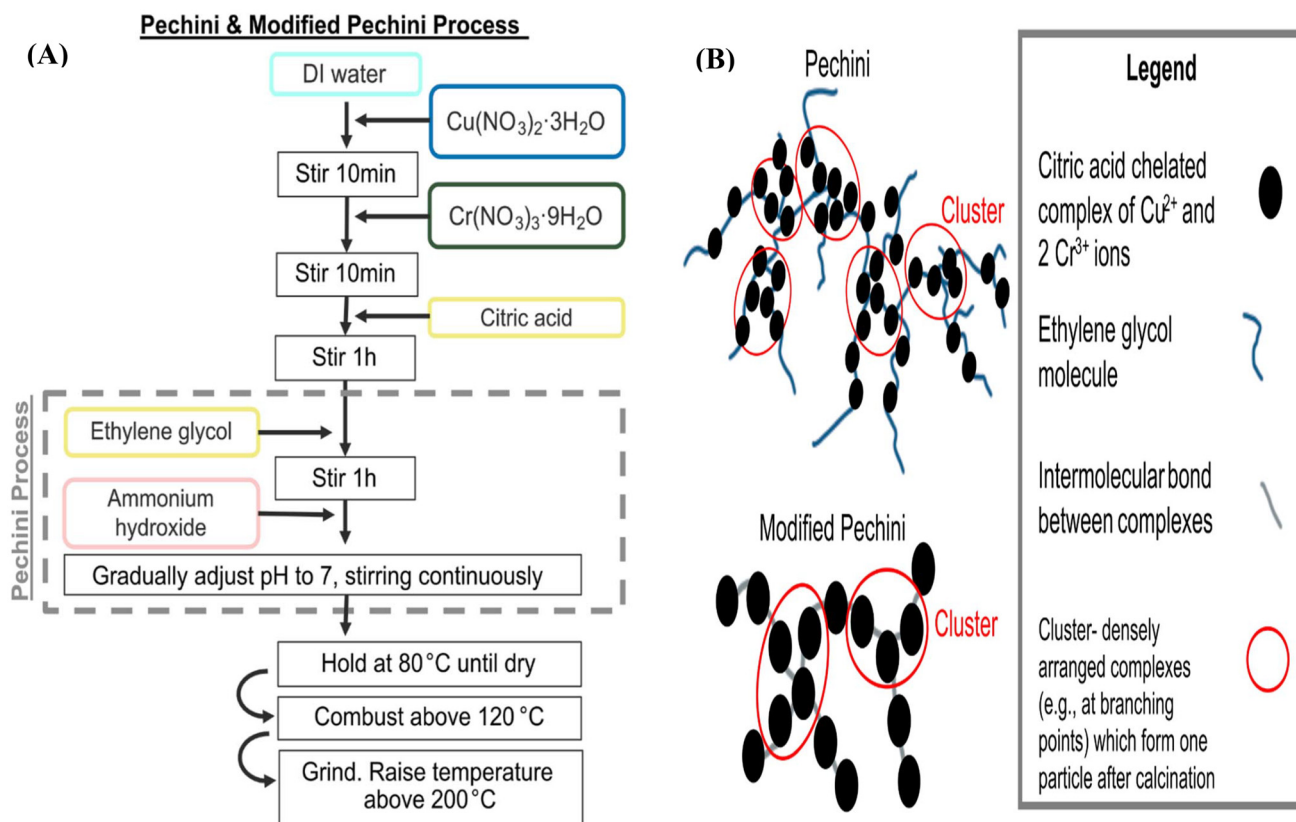 Pechini & Modified Pechini Process
(A)
DI water
Cu(NO₃)₂·3H₂O
Stir 10min
Cr(NO₃)₃·9H₂O
Stir 10min
Citric acid
Stir 1h
Pechini Process
Ethylene glycol
Stir 1h
Ammonium
hydroxide
Gradually adjust pH to 7, stirring continuously
Hold at 80 °C until dry
Combust above 120 °C
Grind. Raise temperature
above 200 °C
(B)
Pechini
Cluster
Modified Pechini
Cluster
Legend
Citric acid chelated
complex of Cu²⁺ and
2 Cr³⁺ ions
Ethylene glycol
molecule
Intermolecular bond
between complexes
Cluster- densely
arranged complexes
(e.g., at branching
points) which form one
particle after calcination